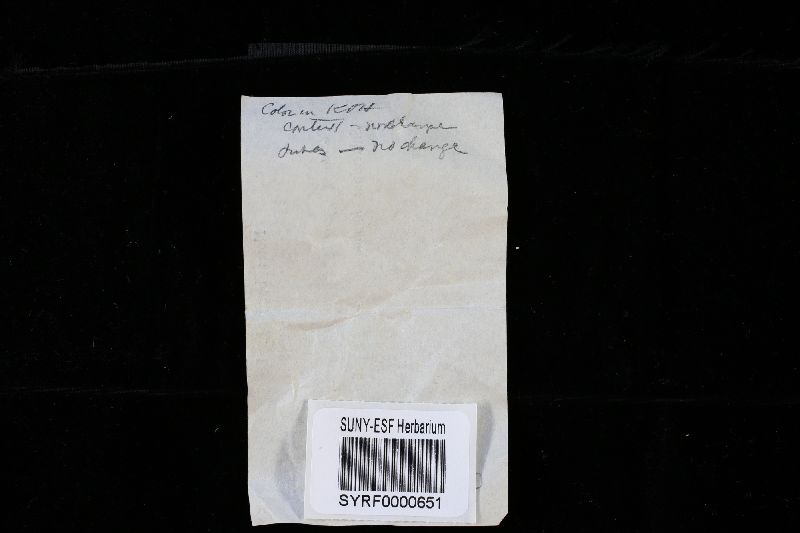 Color in KOH
context - no change
tubes — no change
SUNY-ESF Herbarium
SYRF0000651